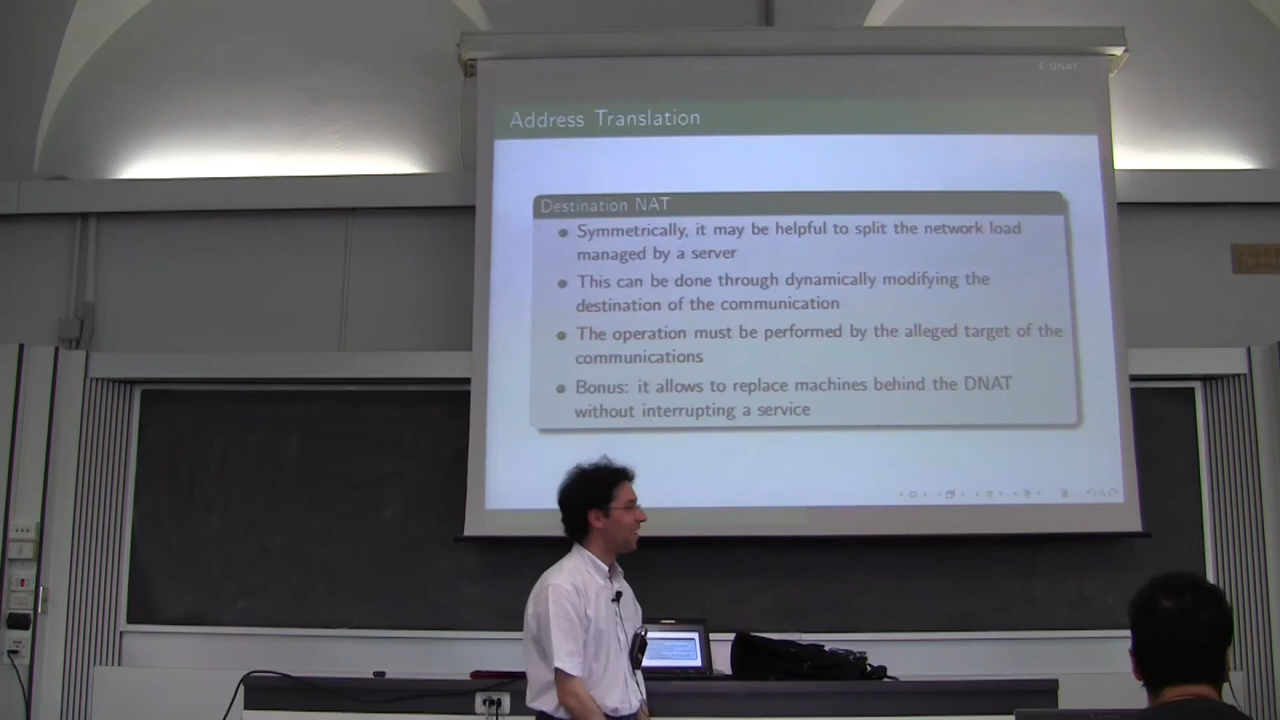 S_DNAT
Address Translation
Destination NAT
Symmetrically, it may be helpful to split the network load
managed by a server
This can be done through dynamically modifying the
destination of the communication
The operation must be performed by the alleged target of the
communications
Bonus: it allows to replace machines behind the DNAT
without interrupting a service